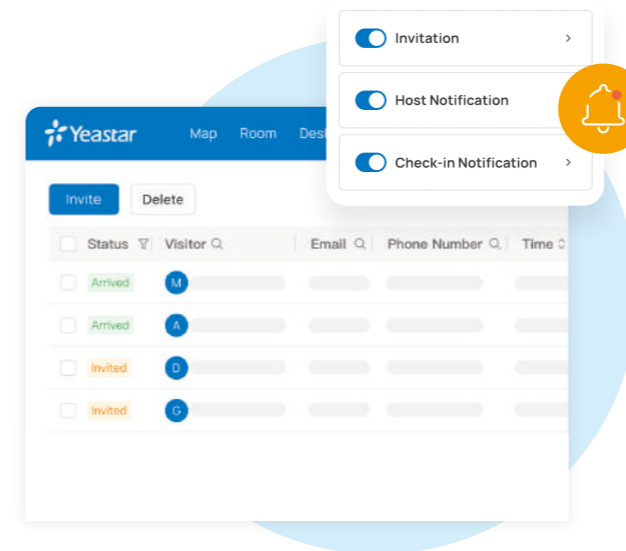 Invitation
Host Notification
Check-in Notification
Yeastar Map Room Desk
Invite Delete
Status Visitor Email Phone Number Time
Arrived M
Arrived A
Invited D
Invited G